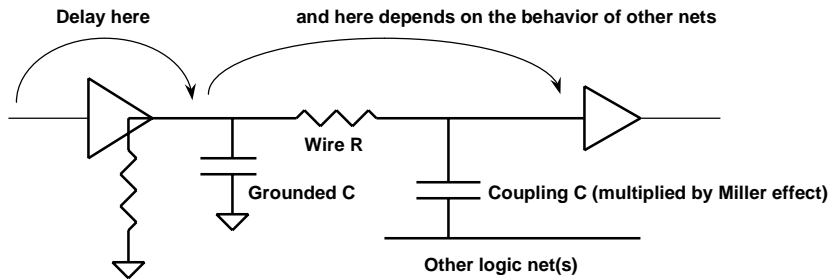 Delay here
and here depends on the behavior of other nets
Wire R
Grounded C
Coupling C (multiplied by Miller effect)
Other logic net(s)